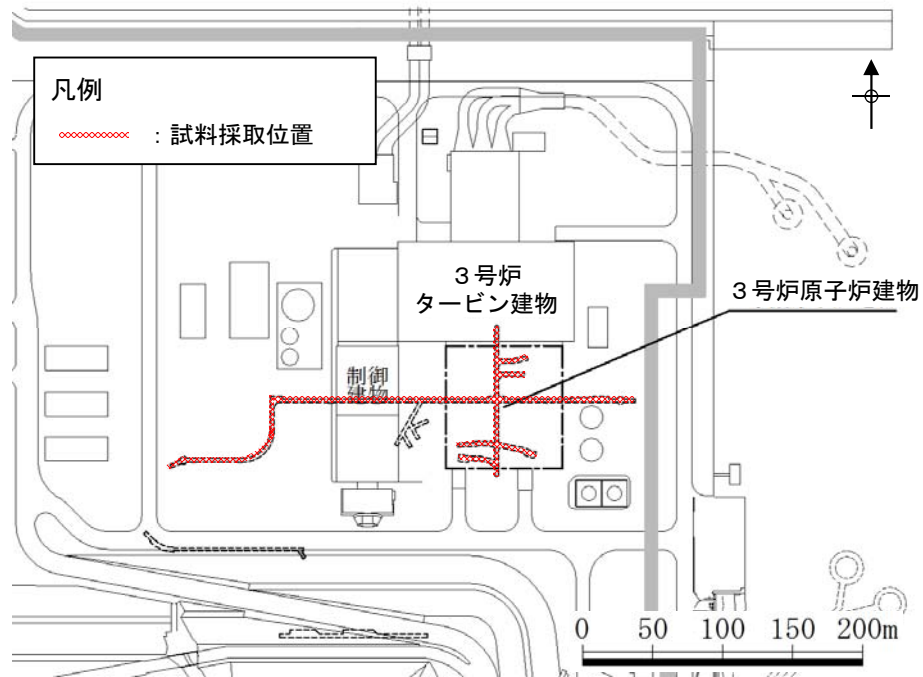 凡例
：試料採取位置
３号炉
タービン建物
３号炉原子炉建物
制御
建物
0 50 100 150 200m